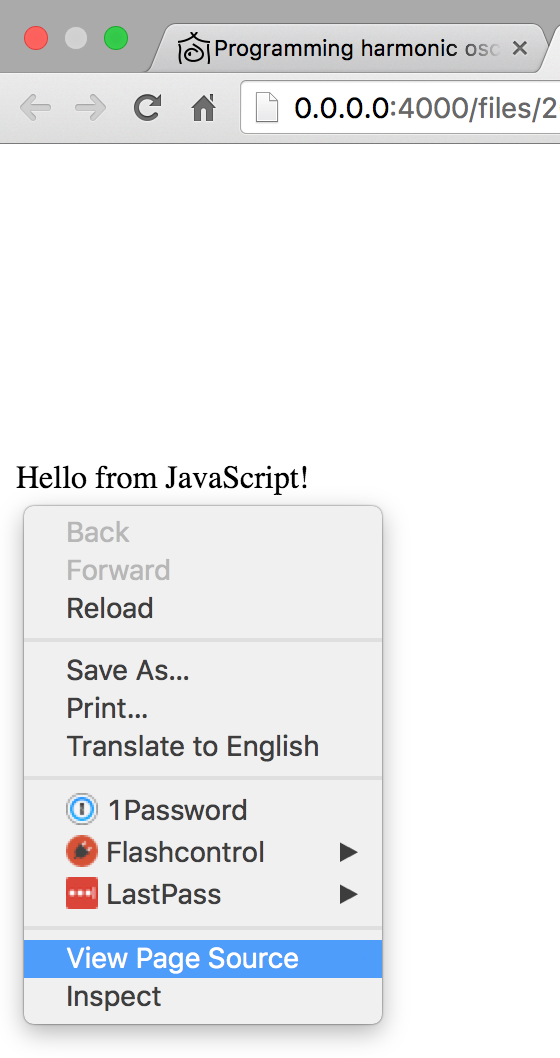 Programming harmonic osc
0.0.0.0:4000/files/2
Hello from JavaScript!
Back
Forward
Reload
Save As...
Print...
Translate to English
1Password
Flashcontrol
LastPass
View Page Source
Inspect